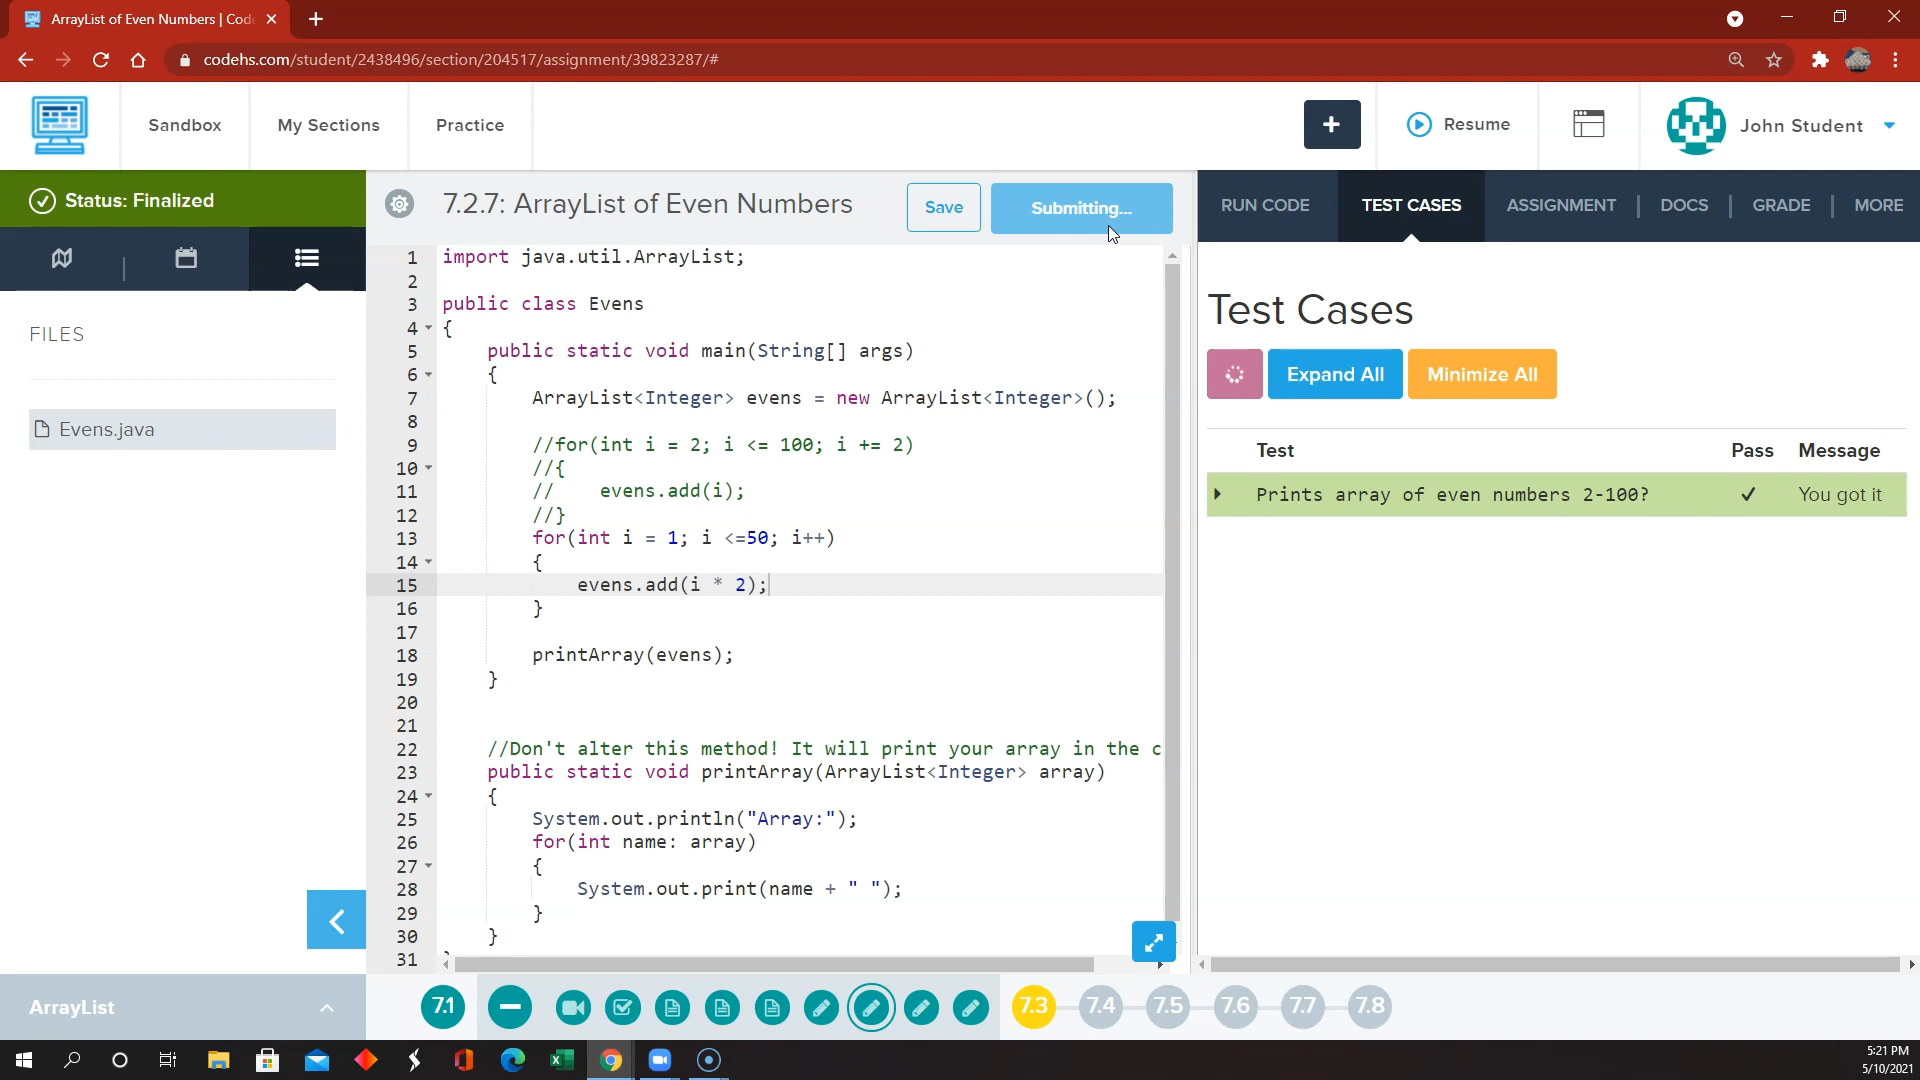 ArrayList of Even Numbers | Code
codehs.com/student/2438496/section/204517/assignment/39823287/#
Sandbox
My Sections
Practice
+
Resume
John Student
Status: Finalized
7.2.7: ArrayList of Even Numbers
Save
Submitting...
RUN CODE
TEST CASES
ASSIGNMENT
DOCS
GRADE
MORE
FILES
Evens.java
1 import java.util.ArrayList;
2
3 public class Evens
4 {
5 public static void main(String[] args)
6 {
7 ArrayList<Integer> evens = new ArrayList<Integer>();
8
9 //for(int i = 2; i <= 100; i += 2)
10 //{
11 // evens.add(i);
12 //}
13 for(int i = 1; i <=50; i++)
14 {
15 evens.add(i * 2);
16 }
17
18 printArray(evens);
19 }
20
21
22 //Don't alter this method! It will print your array in the c
23 public static void printArray(ArrayList<Integer> array)
24 {
25 System.out.println("Array:");
26 for(int name: array)
27 {
28 System.out.print(name + " ");
29 }
30 }
31
Test Cases
Expand All
Minimize All
Test Pass Message
Prints array of even numbers 2-100? ✓ You got it
ArrayList
7.1
7.3
7.4
7.5
7.6
7.7
7.8
5:21 PM
5/10/2021